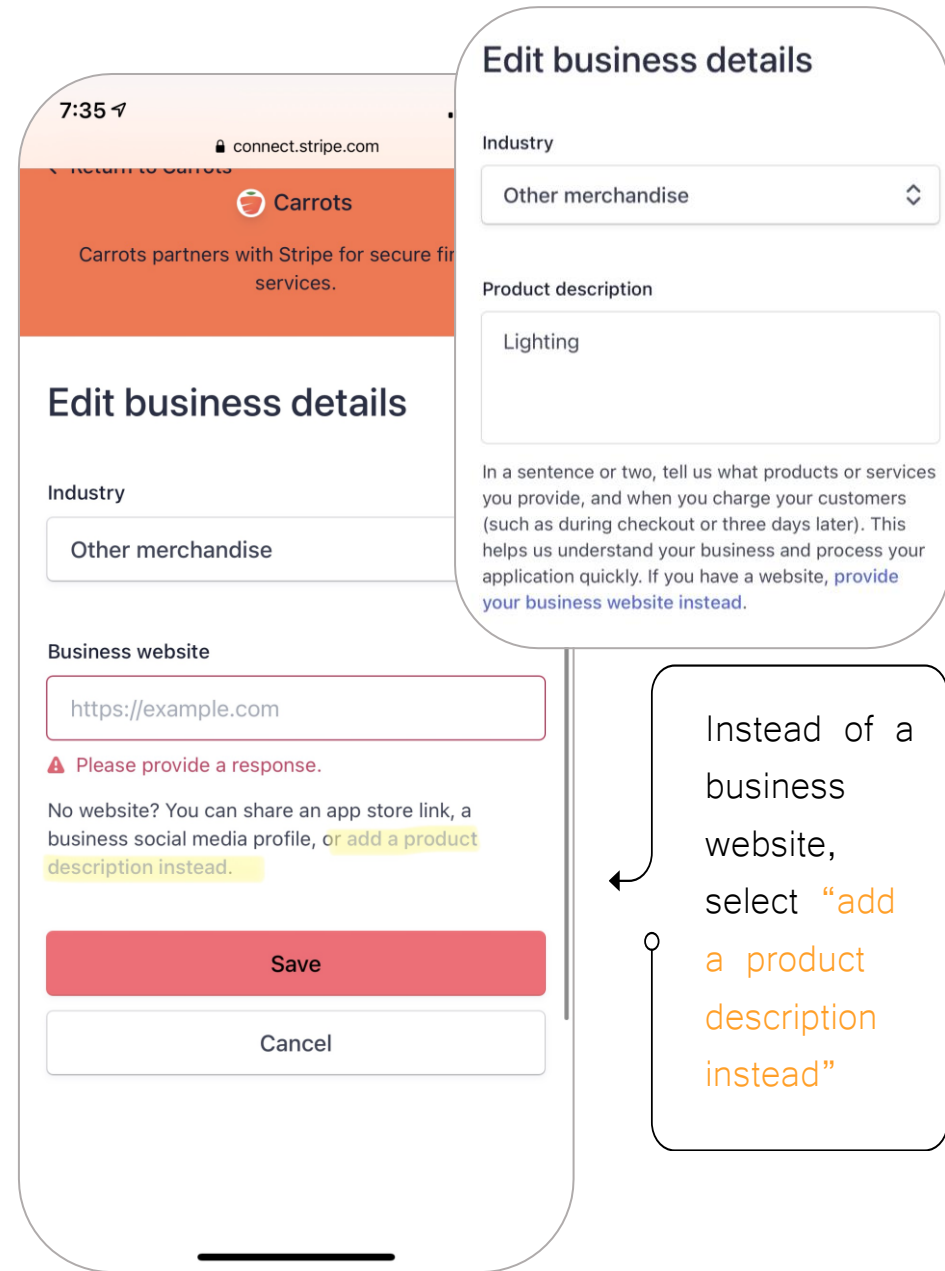 7:35
connect.stripe.com
Return to Carrots
Carrots
Carrots partners with Stripe for secure
services.
Edit business details
Industry
Other merchandise
Business website
https://example.com
Please provide a response.
No website? You can share an app store link, a
business social media profile, or add a product
description instead.
Save
Cancel
Edit business details
Industry
Other merchandise
Product description
Lighting
In a sentence or two, tell us what products or services
you provide, and when you charge your customers
(such as during checkout or three days later). This
helps us understand your business and process your
application quickly. If you have a website, provide
your business website instead.
Instead of a
business
website,
select “add
a product
description
instead”